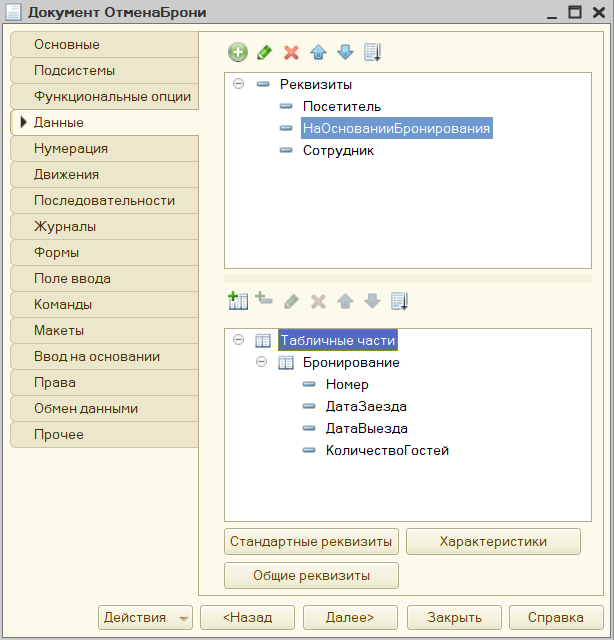 Документ ОтменаБрони
Основные
Подсистемы
Функциональные опции
Данные
Нумерация
Движения
Последовательности
Журналы
Формы
Поле ввода
Команды
Макеты
Ввод на основании
Права
Обмен данными
Прочее
Реквизиты
Посетитель
НаОснованииБронирования
Сотрудник
Табличные части
Бронирование
Номер
ДатаЗаезда
ДатаВыезда
КоличествоГостей
Стандартные реквизиты
Характеристики
Общие реквизиты
Действия
<Назад
Далее>
Закрыть
Справка